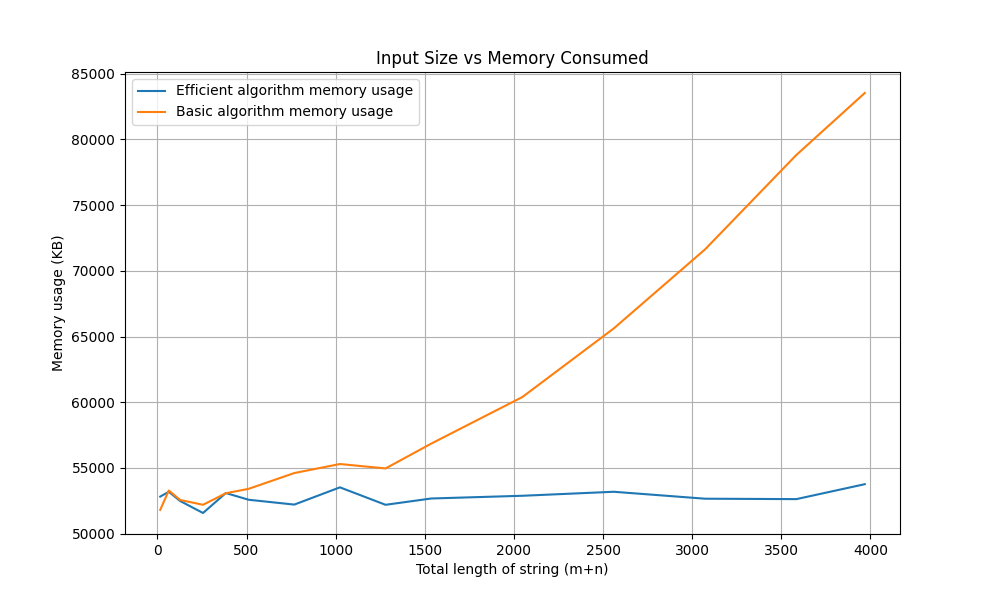 Input Size vs Memory Consumed
Efficient algorithm memory usage
Basic algorithm memory usage
Memory usage (KB)
85000
80000
75000
70000
65000
60000
55000
50000
0 500 1000 1500 2000 2500 3000 3500 4000
Total length of string (m+n)